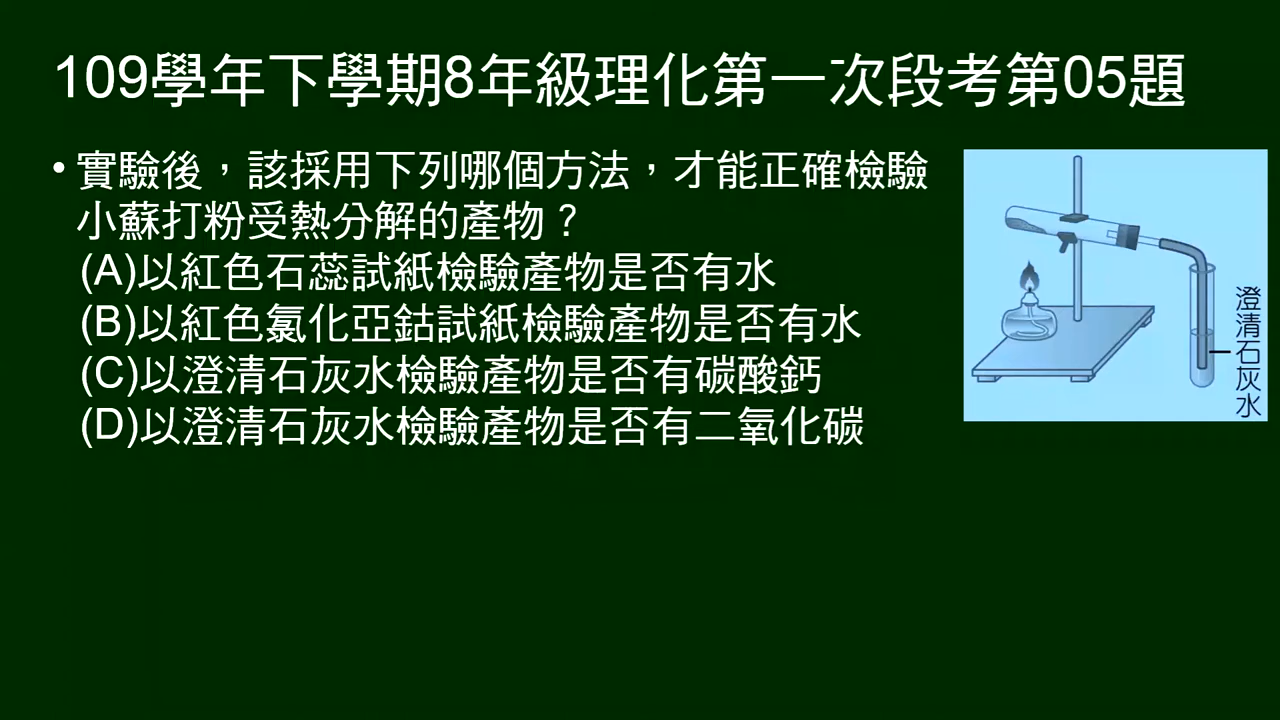 109學年下學期8年級理化第一次段考第05題
• 實驗後，該採用下列哪個方法，才能正確檢驗
小蘇打粉受熱分解的產物？
(A)以紅色石蕊試紙檢驗產物是否有水
(B)以紅色氯化亞鈷試紙檢驗產物是否有水
(C)以澄清石灰水檢驗產物是否有碳酸鈣
(D)以澄清石灰水檢驗產物是否有二氧化碳
澄清石灰水